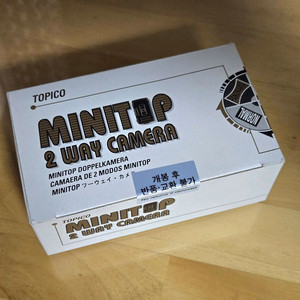 TOPICO
MINITOP
2 WAY CAMERA
MINITOP DOPPELKAMERA
CAMAERA DE 2 MODOS MINITOP
MINITOP ツーウェイ・カメ
개봉 후
반품·교환 불가
TOPICO
MINITOP
2 WAY CAMERA